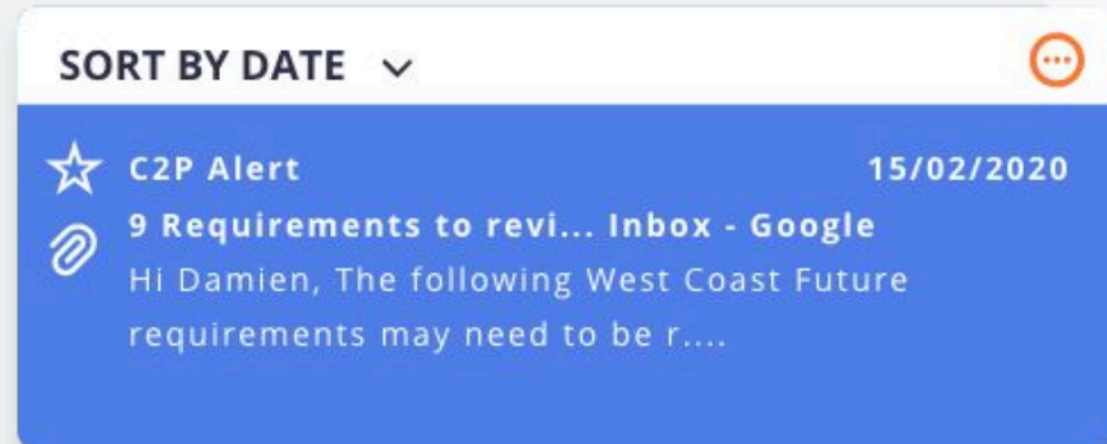 SORT BY DATE
C2P Alert 15/02/2020
9 Requirements to revi... Inbox - Google
Hi Damien, The following West Coast Future
requirements may need to be r....